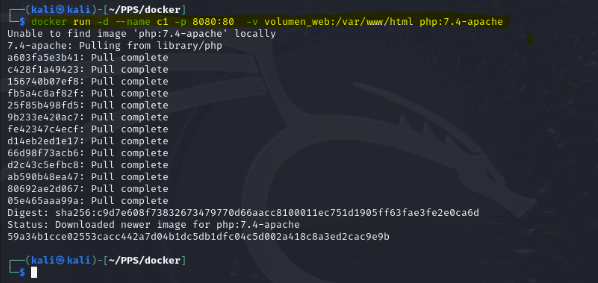 ┌──(kali㉿kali)-[~/PPS/docker]
└─$ docker run -d --name c1 -p 8080:80  -v volumen_web:/var/www/html php:7.4-apache
Unable to find image 'php:7.4-apache' locally
7.4-apache: Pulling from library/php
a603fa5e3b41: Pull complete
c428f1a49423: Pull complete
156740b07ef8: Pull complete
fb5a4c8af82f: Pull complete
25f85b498fd5: Pull complete
9b233e420ac7: Pull complete
fe42347c4ecf: Pull complete
d14eb2ed1e17: Pull complete
66d98f73acb6: Pull complete
d2c43c5efbc8: Pull complete
ab590b48ea47: Pull complete
80692ae2d067: Pull complete
05e465aaa99a: Pull complete
Digest: sha256:c9d7e608f73832673479770d66aacc8100011ec751d1905ff63fae3fe2e0ca6d
Status: Downloaded newer image for php:7.4-apache
59a34b1cce02553cacc442a7d04b1dc5db1dfc04c5d002a418c8a3ed2cac9e9b
┌──(kali㉿kali)-[~/PPS/docker]
└─$